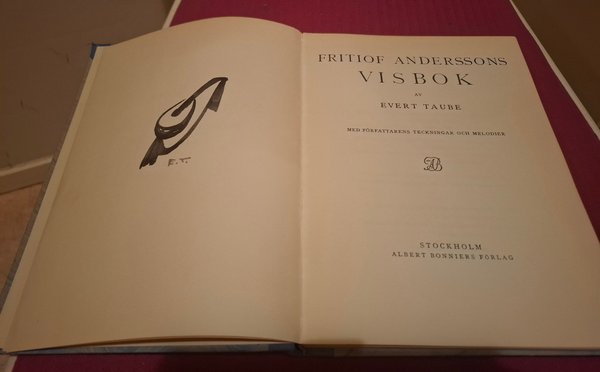 E. T.
FRITIOF ANDERSSONS
VISBOK
AV
EVERT TAUBE
MED FÖRFATTARENS TECKNINGAR OCH MELODIER
STOCKHOLM
ALBERT BONNIERS FÖRLAG